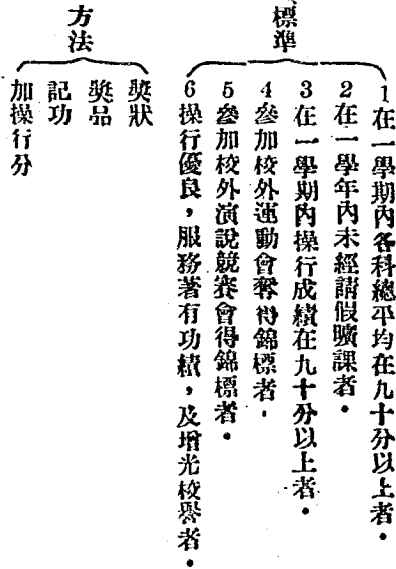 標準
1在一學期內各科總平均在九十分以上者．
2在一學年內未經請假曠課者．
3在一學期內操行成績在九十分以上者．
4參加校外運動會奪得錦標者．
5參加校外演說競賽會得錦標者．
6操行優良，服務著有功績，及增光校譽者．
方法
獎狀
獎品
記功
加操行分